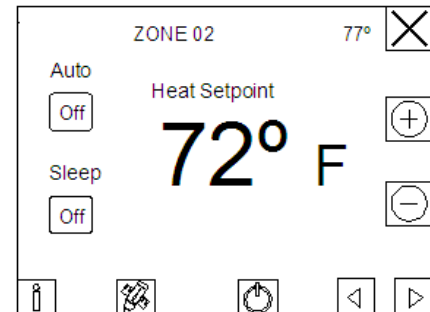 ZONE 02 77º
Auto
Off
Heat Setpoint
72º F
Sleep
Off